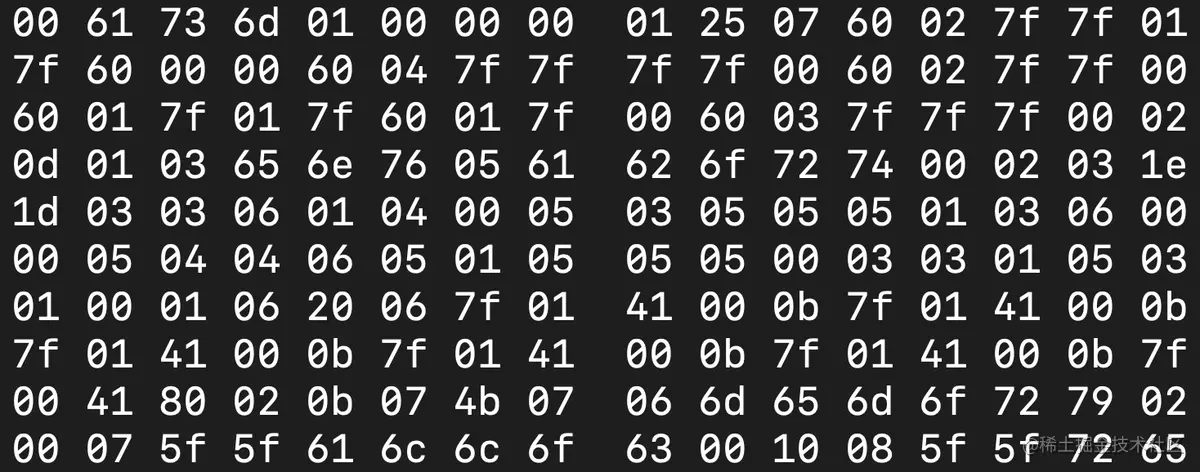 00 61 73 6d 01 00 00 00 01 25 07 60 02 7f 7f 01
7f 60 00 00 60 04 7f 7f 7f 7f 00 60 02 7f 7f 00
60 01 7f 01 7f 60 01 7f 00 60 03 7f 7f 7f 00 02
0d 01 03 65 6e 76 05 61 62 6f 72 74 00 02 03 1e
1d 03 03 06 01 04 00 05 03 05 05 05 01 03 06 00
00 05 04 04 06 05 01 05 05 05 00 03 03 01 05 03
01 00 01 06 20 06 7f 01 41 00 0b 7f 01 41 00 0b
7f 01 41 00 0b 7f 01 41 00 0b 7f 01 41 00 0b 7f
00 41 80 02 0b 07 4b 07 06 6d 65 6d 6f 72 79 02
00 07 5f 5f 61 6c 6c 6f 63 00 10 08 5f 5f 72 65
@稀土掘金技术社区